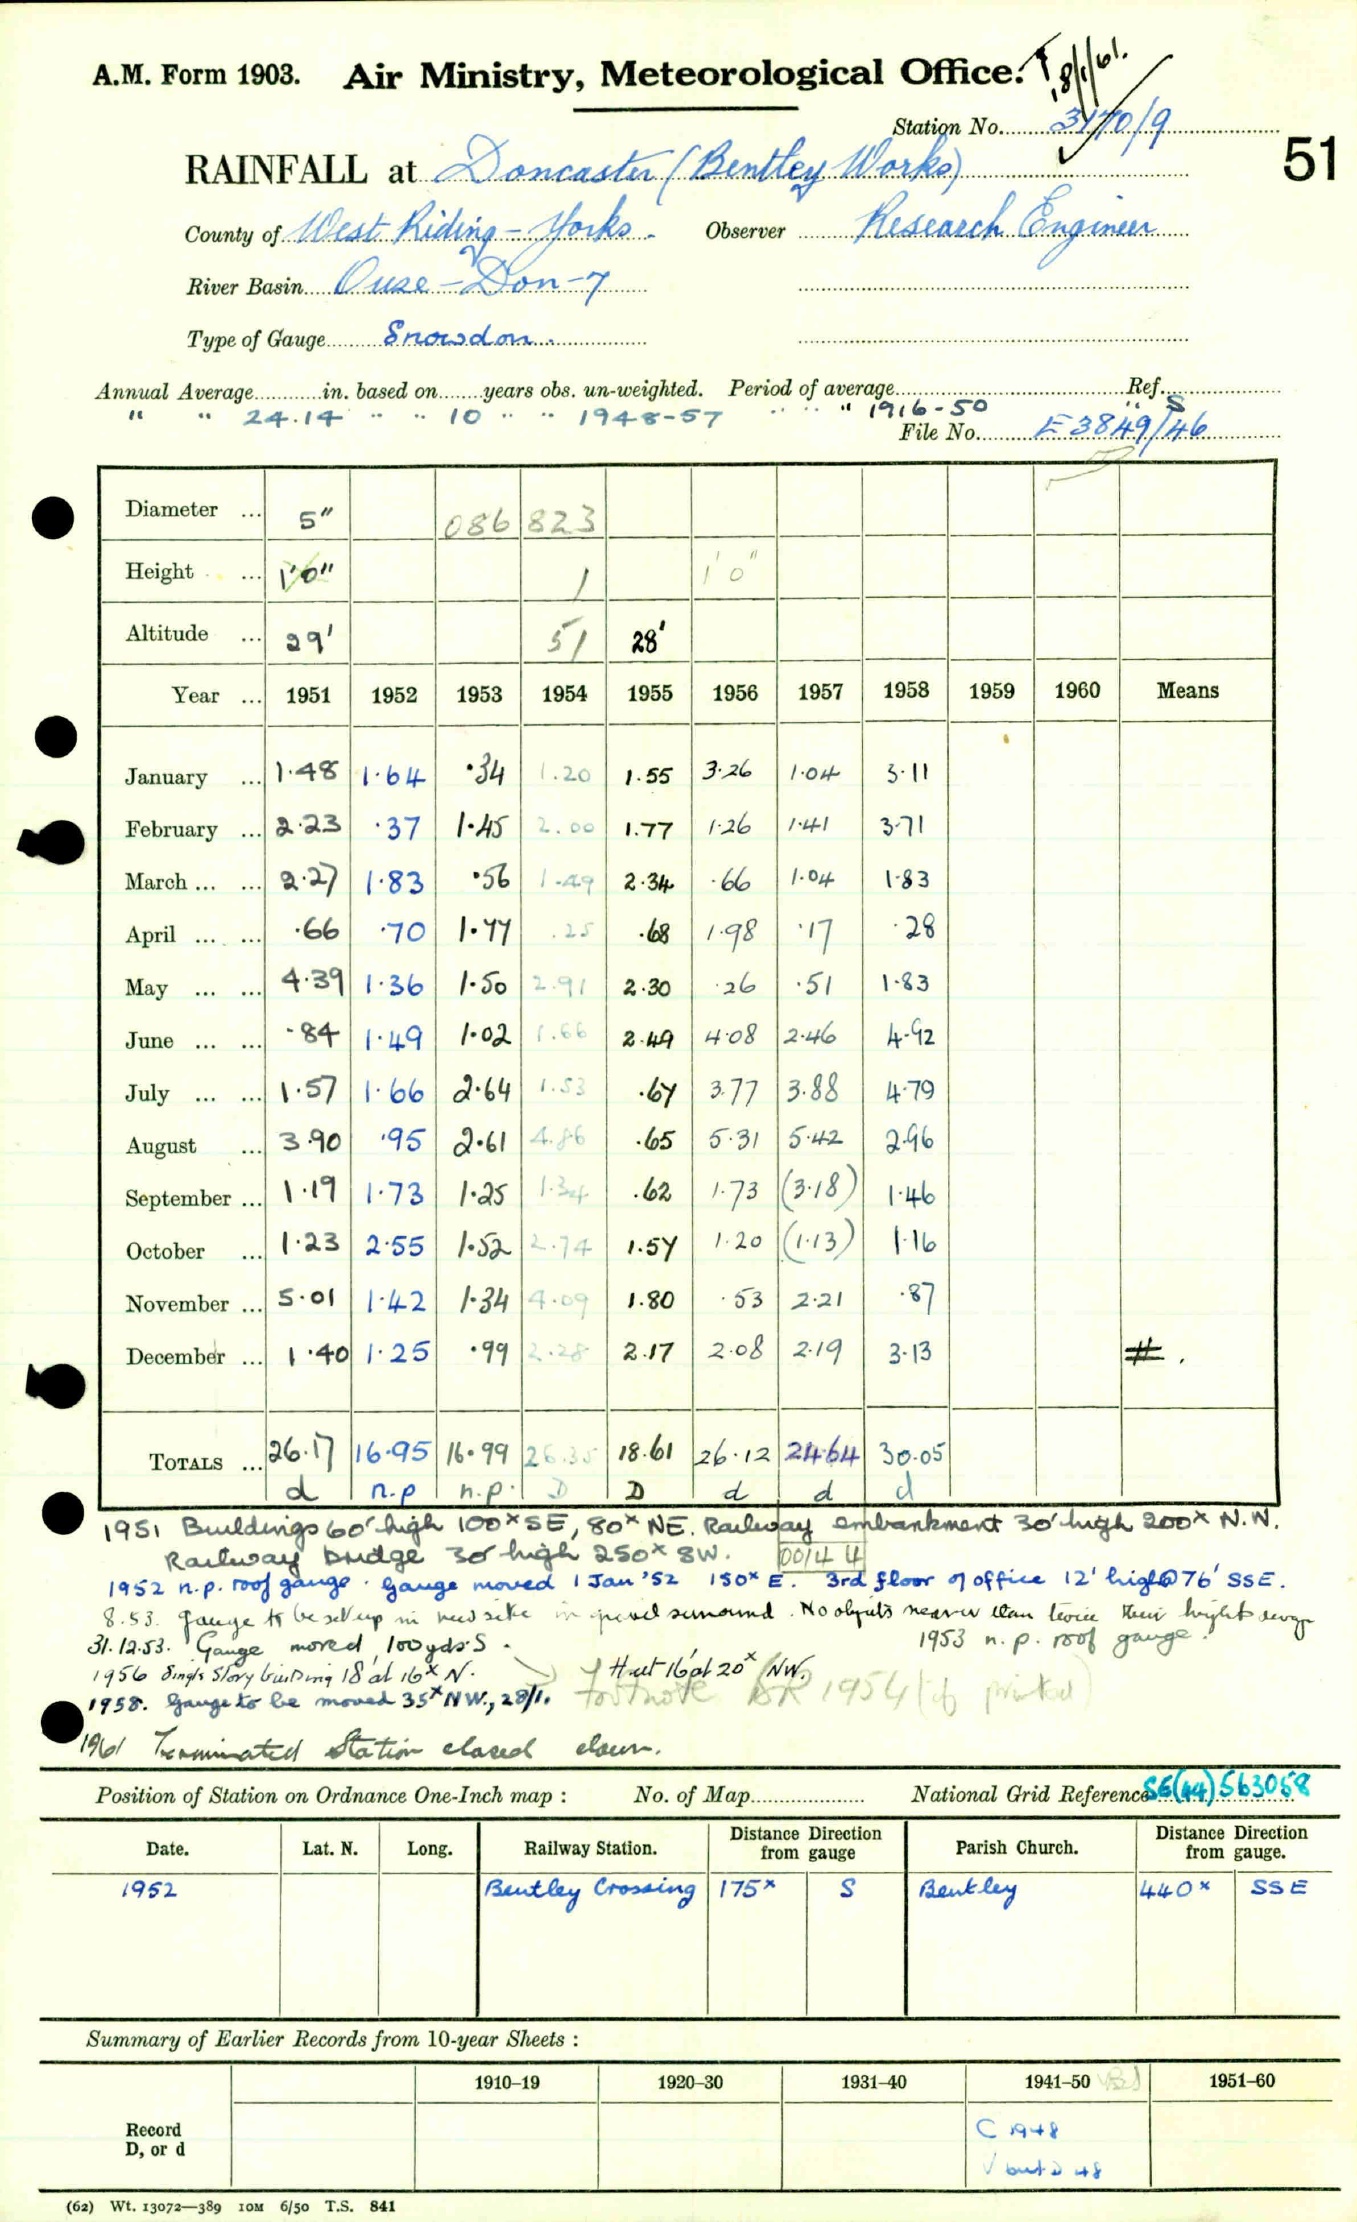 A.M. Form 1903. Air Ministry, Meteorological Office. 18/1/61.
Station No. 3170/9
51
RAINFALL at Doncaster (Bentley Works)
County of West Riding - Yorks. Observer Research Engineer
River Basin Ouse - Don - 7
Type of Gauge Snowdon.
Annual Average in. based on years obs. un-weighted. Period of average Ref. S
" " 24.14 " " 10 " " 1948-57 " " " 1916-50 "
File No. E3849/46
Diameter ... 5" 086 823
Height ... 1'0" 1 1'0"
Altitude ... 29' 51 28'
Year ... 1951 1952 1953 1954 1955 1956 1957 1958 1959 1960 Means
January ... 1.48 1.64 .34 1.20 1.55 3.26 1.04 3.11
February ... 2.23 .37 1.45 2.00 1.77 1.26 1.41 3.71
March ... ... 2.27 1.83 .56 1.49 2.34 .66 1.04 1.83
April ... ... .66 .70 1.77 .25 .68 1.98 .17 .28
May ... ... 4.39 1.36 1.50 2.91 2.30 .26 .51 1.83
June ... ... .84 1.49 1.02 1.66 2.49 4.08 2.46 4.92
July ... ... 1.57 1.66 2.64 1.53 .67 3.77 3.88 4.79
August ... 3.90 .95 2.61 4.86 .65 5.31 5.42 2.96
September ... 1.19 1.73 1.25 1.34 .62 1.73 (3.18) 1.46
October ... 1.23 2.55 1.52 2.74 1.57 1.20 (1.13) 1.16
November ... 5.01 1.42 1.34 4.09 1.80 .53 2.21 .87
December ... 1.40 1.25 .99 2.28 2.17 2.08 2.19 3.13 #.
TOTALS ... 26.17 16.95 16.99 26.35 18.61 26.12 24.64 30.05
d n.p n.p. D D d d d
1951 Buildings 60' high 100x SE, 80x NE. Railway embankment 30' high 200x N.W.
Railway bridge 30' high 250x SW. 0014 4
1952 n.p. roof gauge. Gauge moved 1 Jan '52 150x E. 3rd floor of office 12' high @ 76' SSE.
8.53. Gauge to be set up in new site in gravel surround. No objects nearer than twice their height away
31.12.53. Gauge moved 100yds S. 1953 n.p. roof gauge.
1956 Single story building 18' at 16x N. Hut 16' at 20x NW.
1958. Gauge to be moved 35x NW., 28/1. Footnote BR 1954 (if printed)
1961 Terminated Station closed down.
Position of Station on Ordnance One-Inch map : No. of Map National Grid Reference SE(44) 563058
Date. Lat. N. Long. Railway Station. Distance Direction from gauge Parish Church. Distance Direction from gauge.
1952 Bentley Crossing 175x S Bentley 440x SSE
Summary of Earlier Records from 10-year Sheets :
1910–19 1920–30 1931–40 1941–50 1951–60
Record
D, or d
C 1948
√ but D 48
(62) Wt. 13072—389 10M 6/50 T.S. 841